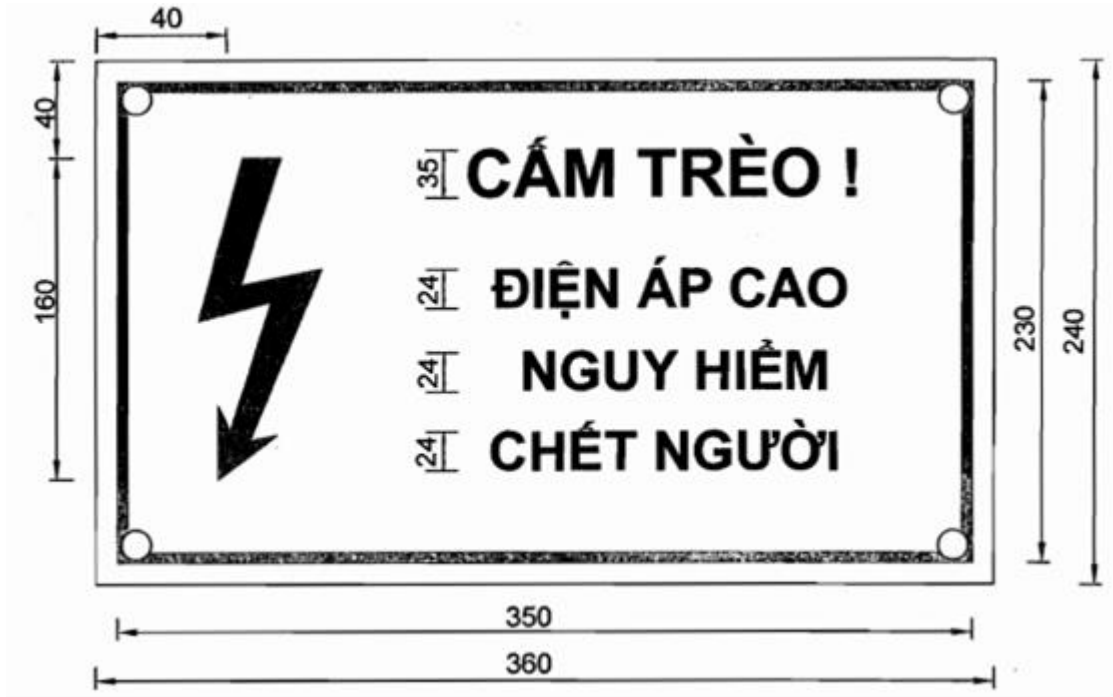 40
40
35
CẤM TRÈO !
160
24
ĐIỆN ÁP CAO
230
240
24
NGUY HIỂM
24
CHẾT NGƯỜI
350
360